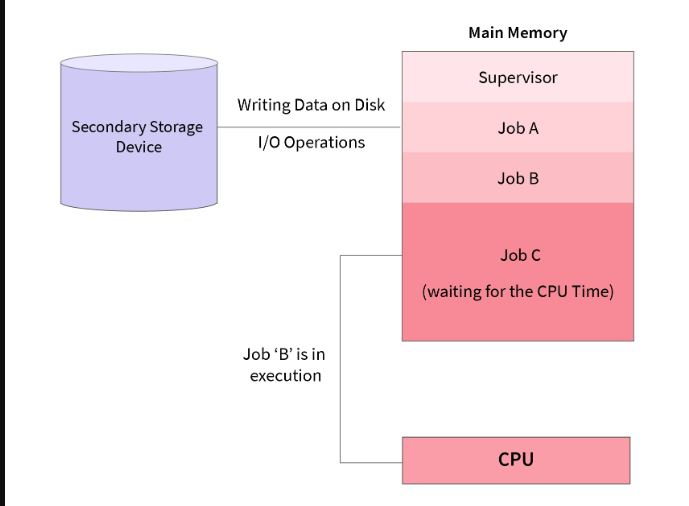 Main Memory
Supervisor
Writing Data on Disk
Secondary Storage
Device
Job A
I/O Operations
Job B
Job C
(waiting for the CPU Time)
Job ‘B’ is in
execution
CPU